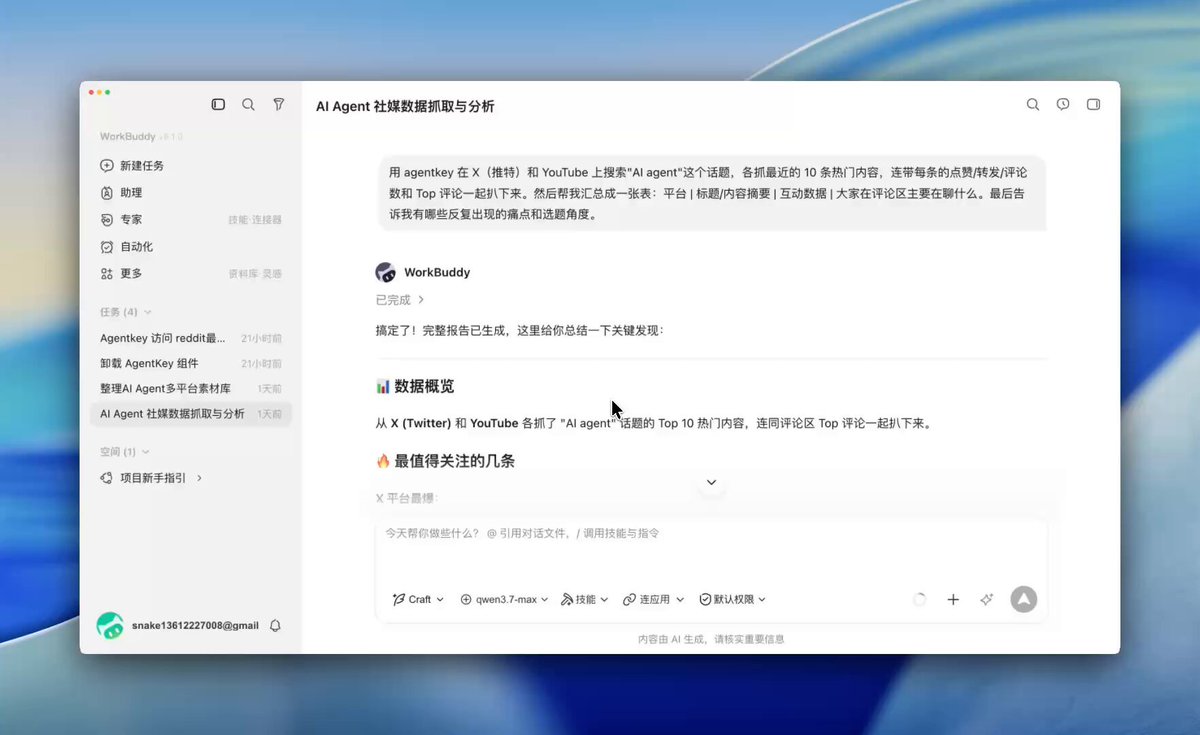 AI Agent 社媒数据抓取与分析
WorkBuddy
新建任务
助理
专家 技能·连接器
自动化
更多 资料库·灵感
任务 (4)
Agentkey 访问 reddit最... 21小时前
卸载 AgentKey 组件 21小时前
整理AI Agent多平台素材库 1天前
AI Agent 社媒数据抓取与分析 1天前
空间 (1)
项目新手指引
snake13612227008@gmail
用 agentkey 在 X（推特）和 YouTube 上搜索"AI agent"这个话题，各抓最近的 10 条热门内容，连带每条的点赞/转发/评论
数和 Top 评论一起扒下来。然后帮我汇总成一张表：平台 | 标题/内容摘要 | 互动数据 | 大家在评论区主要在聊什么。最后告
诉我有哪些反复出现的痛点和选题角度。
WorkBuddy
已完成
搞定了！完整报告已生成，这里给你总结一下关键发现：
数据概览
从 X (Twitter) 和 YouTube 各抓了 "AI agent" 话题的 Top 10 热门内容，连同评论区 Top 评论一起扒下来。
最值得关注的几条
X 平台最爆：
今天帮你做些什么？ @ 引用对话文件，/ 调用技能与指令
Craft qwen3.7-max 技能 连应用 默认权限
内容由 AI 生成，请核实重要信息